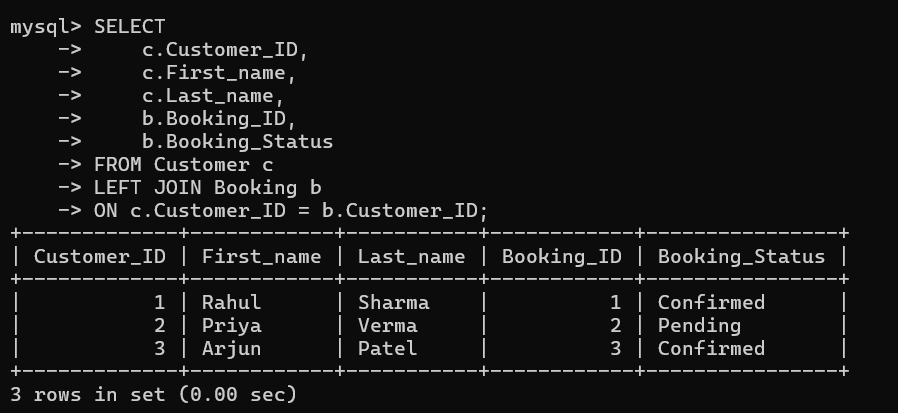 mysql> SELECT
    ->     c.Customer_ID,
    ->     c.First_name,
    ->     c.Last_name,
    ->     b.Booking_ID,
    ->     b.Booking_Status
    -> FROM Customer c
    -> LEFT JOIN Booking b
    -> ON c.Customer_ID = b.Customer_ID;
+-------------+------------+-----------+------------+----------------+
| Customer_ID | First_name | Last_name | Booking_ID | Booking_Status |
+-------------+------------+-----------+------------+----------------+
|           1 | Rahul      | Sharma    |          1 | Confirmed      |
|           2 | Priya      | Verma     |          2 | Pending        |
|           3 | Arjun      | Patel     |          3 | Confirmed      |
+-------------+------------+-----------+------------+----------------+
3 rows in set (0.00 sec)